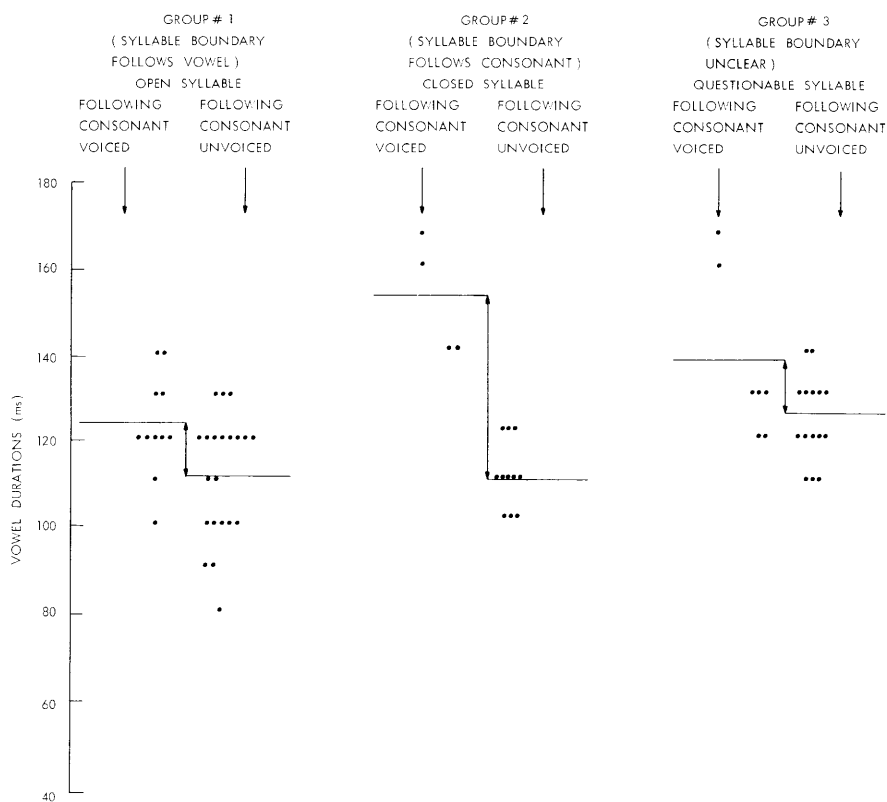 GROUP# 1
( SYLLABLE BOUNDARY
FOLLOWS VOWEL )
OPEN SYLLABLE
FOLLOWING
CONSONANT
VOICED
FOLLOWING
CONSONANT
UNVOICED
GROUP# 2
( SYLLABLE BOUNDARY
FOLLOWS CONSONANT )
CLOSED SYLLABLE
FOLLOWING
CONSONANT
VOICED
FOLLOWING
CONSONANT
UNVOICED
GROUP# 3
( SYLLABLE BOUNDARY
UNCLEAR )
QUESTIONABLE SYLLABLE
FOLLOWING
CONSONANT
VOICED
FOLLOWING
CONSONANT
UNVOICED
VOWEL DURATIONS (ms)
180
160
140
120
100
80
60
40